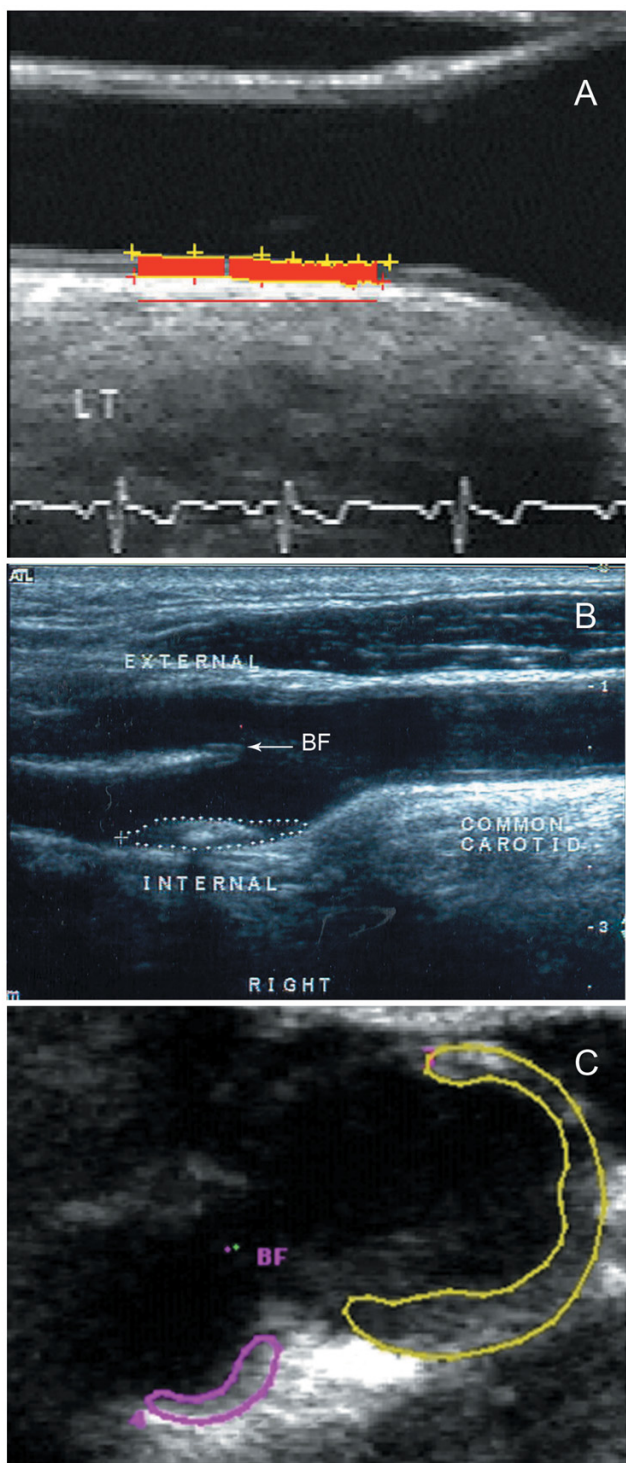 A
LT
ATL
B
EXTERNAL
-1
BF
COMMON
CAROTID
INTERNAL
-3
RIGHT
m
C
BF